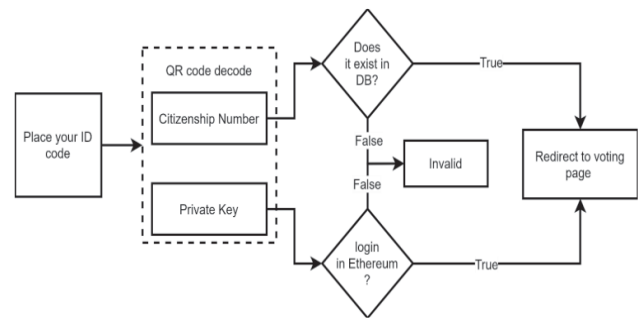 Place your ID
code
QR code decode
Citizenship Number
Private Key
Does
it exist in
DB?
True
False
Invalid
False
login
in Ethereum
?
True
Redirect to voting
page